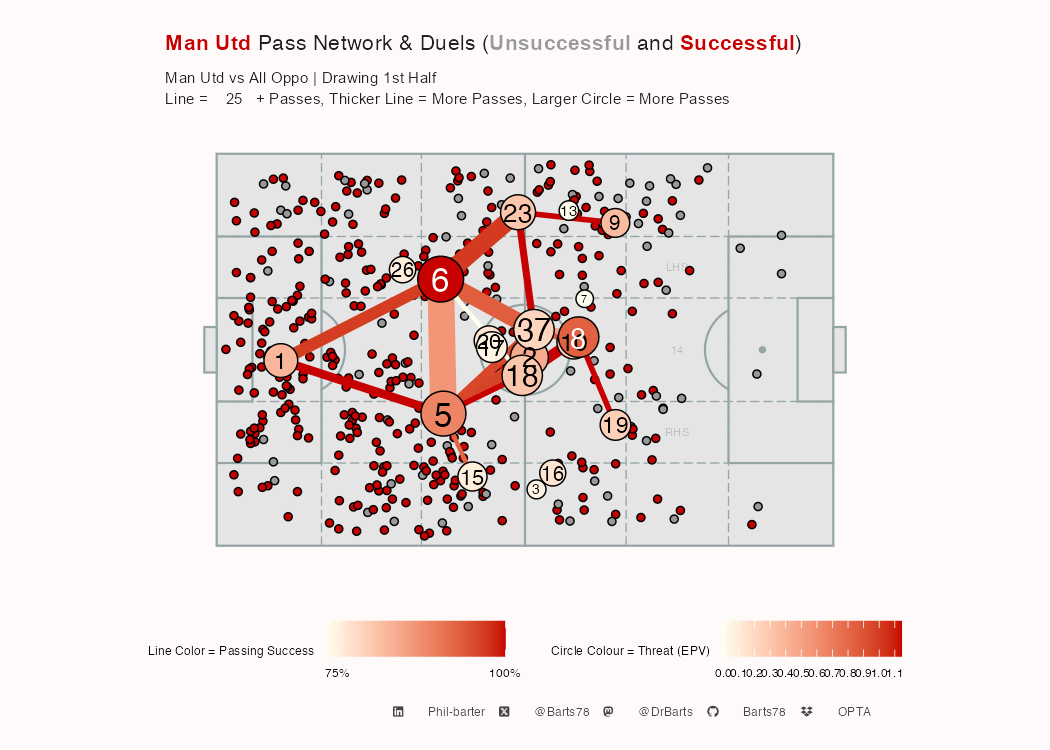 Man Utd Pass Network & Duels (Unsuccessful and Successful)
Man Utd vs All Oppo | Drawing 1st Half
Line = 25 + Passes, Thicker Line = More Passes, Larger Circle = More Passes
23
13
9
26
6
LHS
7
37
17
8
1
14
18
5
19
RHS
15
16
3
Line Color = Passing Success
75%
100%
Circle Colour = Threat (EPV)
0.00.10.20.30.40.50.60.70.80.91.01.1
Phil-barter
@Barts78
@DrBarts
Barts78
OPTA